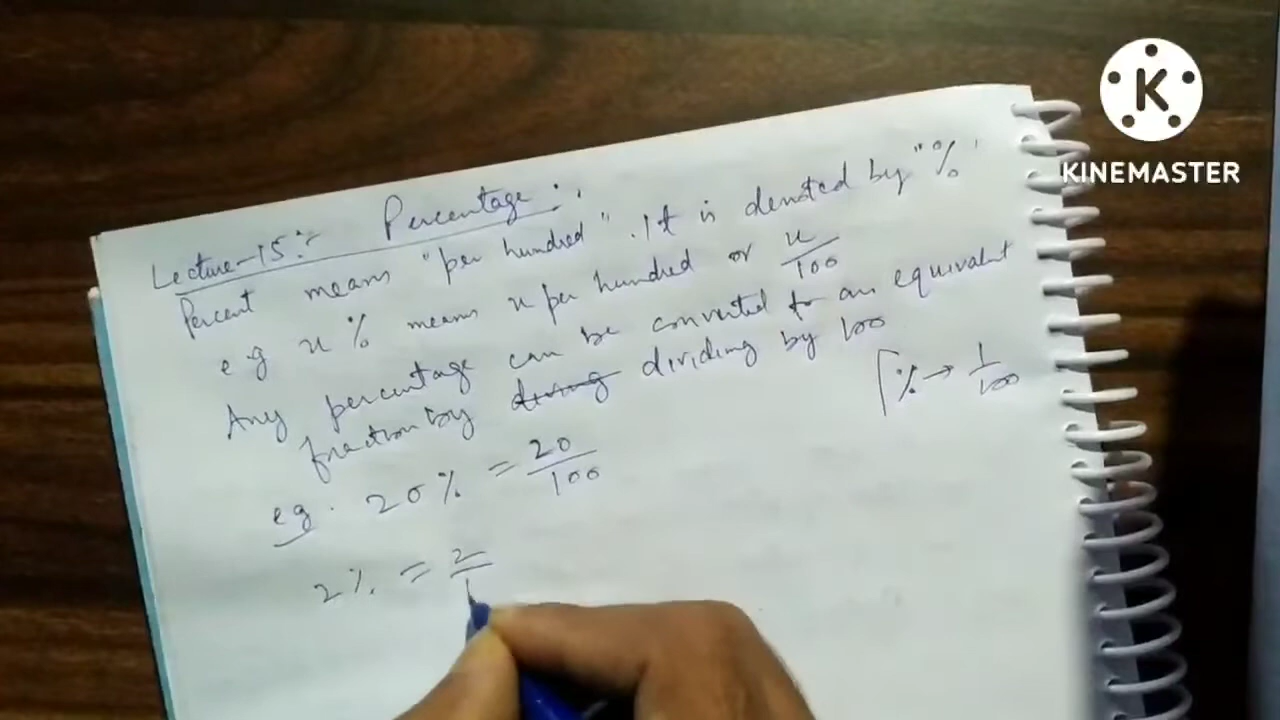 Lecture-15:- Percentage :.
Percent means "per hundred". It is denoted by "%'
e.g x % means x per hundred or x/100
Any percentage can be converted to an equivalent
fraction by dividing by 100
[% → 1/100
eg. 20% = 20/100
2% = 2/1
K
KINEMASTER